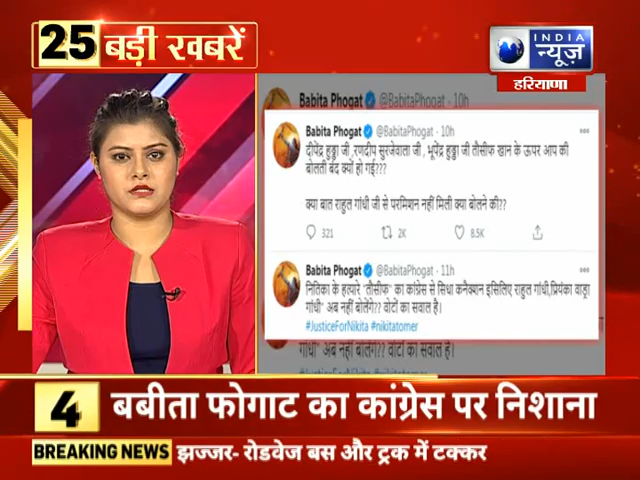 25 बड़ी खबरें
INDIA
न्यूज़
हरियाणा
Babita Phogat @BabitaPhogat · 10h
Babita Phogat @BabitaPhogat · 10h
दीपेंद्र हुड्डा जी ,रणदीप सुरजेवाला जी , भूपेंद्र हुड्डा जी तौसीफ खान के ऊपर आप की
बोलती बंद क्यों हो गई???
क्या बात राहुल गांधी जी से परमिशन नहीं मिली क्या बोलने की??
321 2K 8.5K
Babita Phogat @BabitaPhogat · 11h
नितिका के हत्यारे "तौसीफ" का कांग्रेस से सिधा कनैक्शन इसिलिए राहुल गांधी,प्रियंका वाड्रा
गांधी" अब नहीं बोलेंगे?? वोटों का सवाल है।
#JusticeForNikita #nikitatomer
गांधी" अब नहीं बोलेंगे?? वोटों का सवाल है।
4 बबीता फोगाट का कांग्रेस पर निशाना
BREAKING NEWS झज्जर- रोडवेज बस और ट्रक में टक्कर